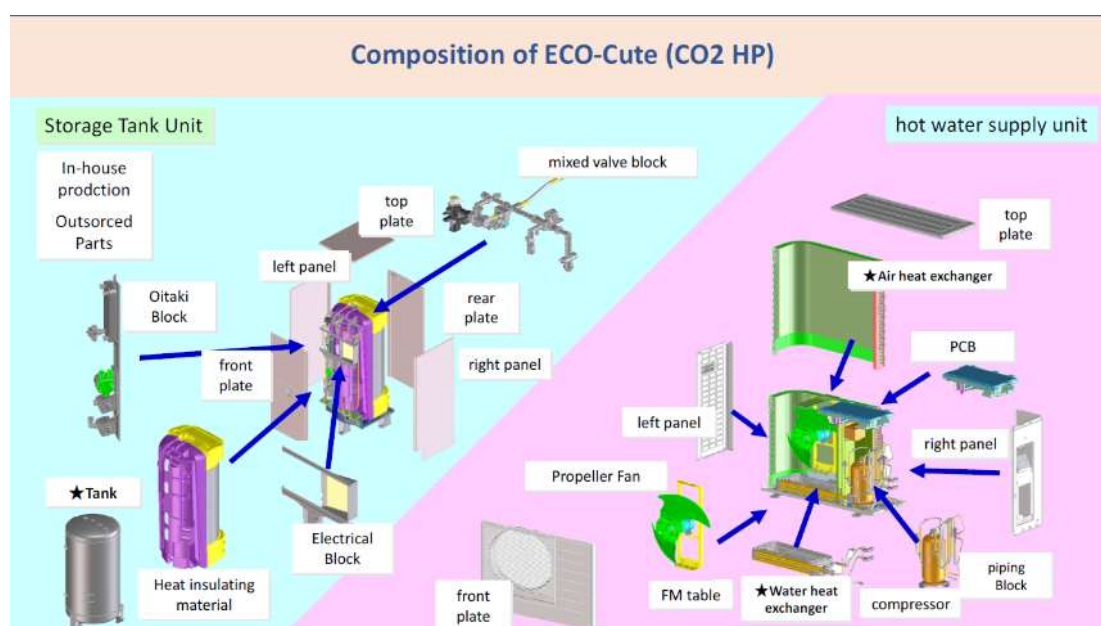 Composition of ECO-Cute (CO2 HP)
Storage Tank Unit
hot water supply unit
In-house
prodction
Outsorced
Parts
mixed valve block
top
plate
left panel
Oitaki
Block
rear
plate
front
plate
right panel
★Tank
Heat insulating
material
Electrical
Block
top
plate
★Air heat exchanger
PCB
left panel
right panel
Propeller Fan
front
plate
FM table
★Water heat
exchanger
compressor
piping
Block